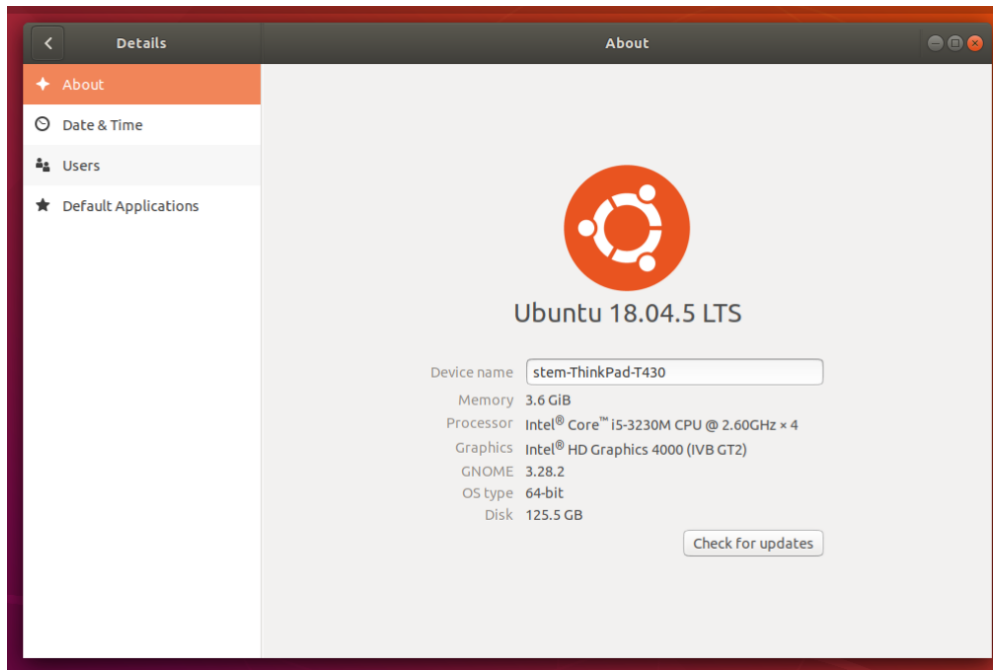 Details
About
About
Date & Time
Users
Default Applications
Ubuntu 18.04.5 LTS
Device name stem-ThinkPad-T430
Memory 3.6 GiB
Processor Intel® Core™ i5-3230M CPU @ 2.60GHz × 4
Graphics Intel® HD Graphics 4000 (IVB GT2)
GNOME 3.28.2
OS type 64-bit
Disk 125.5 GB
Check for updates